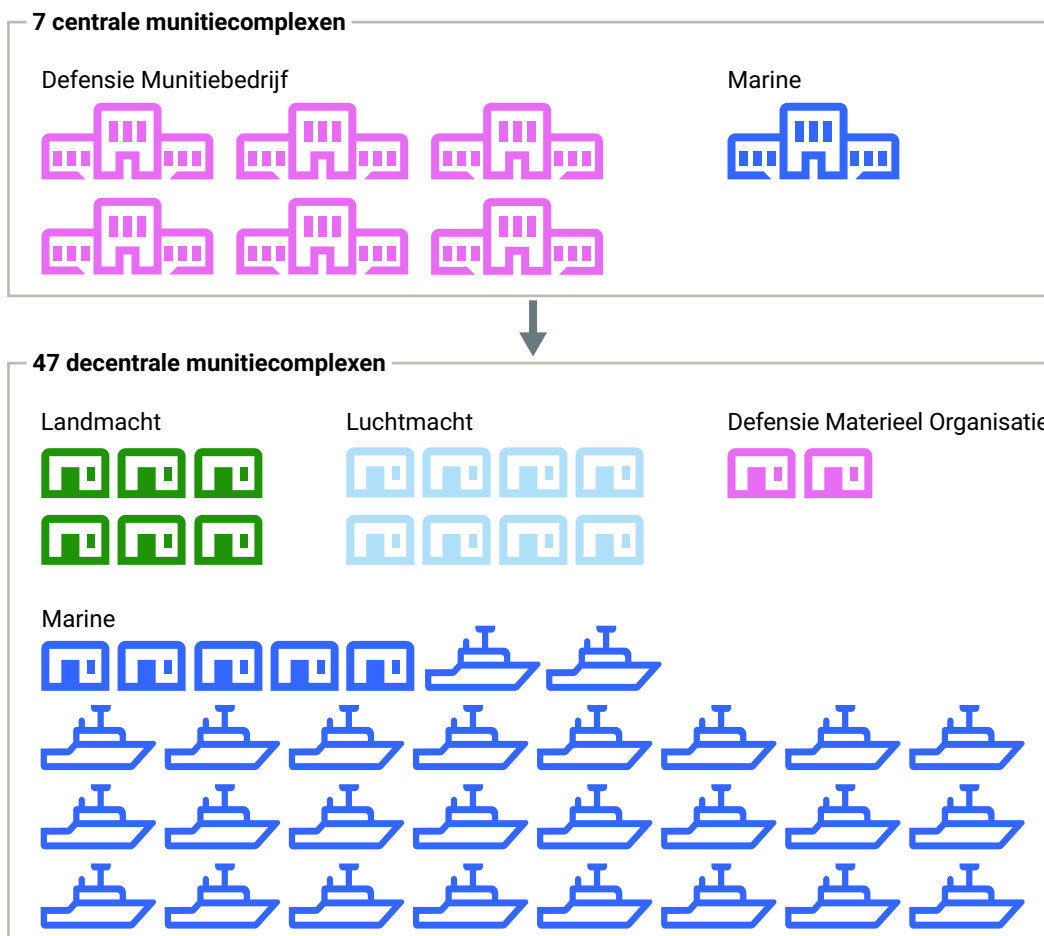 7 centrale munitiecomplexen
Defensie Munitiebedrijf
Marine
47 decentrale munitiecomplexen
Landmacht
Luchtmacht
Defensie Materieel Organisatie
Marine